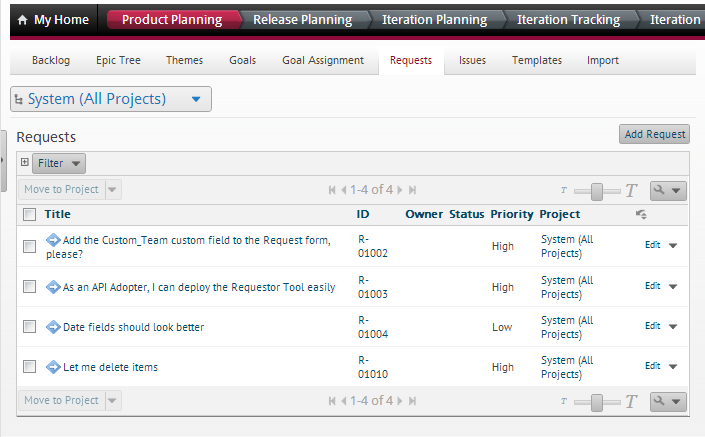 My Home Product Planning Release Planning Iteration Planning Iteration Tracking Iteration
Backlog Epic Tree Themes Goals Goal Assignment Requests Issues Templates Import
System (All Projects)
Requests Add Request
Filter
Move to Project 1-4 of 4 T T
Title ID Owner Status Priority Project
Add the Custom_Team custom field to the Request form, R- System (All
please? 01002 High Projects) Edit
As an API Adopter, I can deploy the Requestor Tool easily R- High System (All Edit
01003 Projects)
Date fields should look better R- Low System (All Edit
01004 Projects)
Let me delete items R- High System (All Edit
01010 Projects)
Move to Project 1-4 of 4 T T